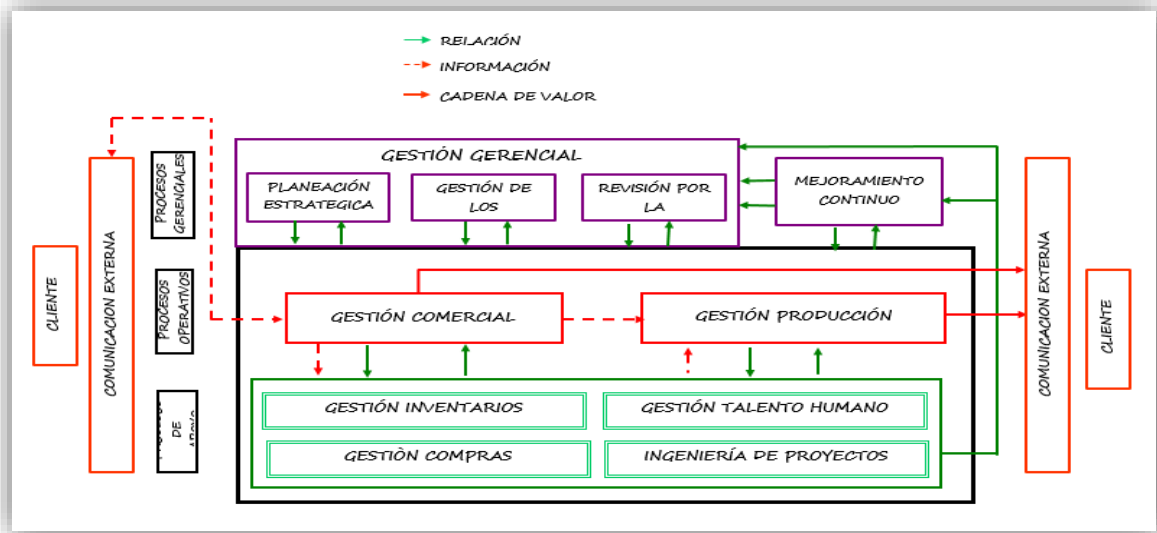 RELACIÓN
INFORMACIÓN
CADENA DE VALOR
CLIENTE
COMUNICACION EXTERNA
PROCESOS
GERENCIALES
PROCESOS
OPERATIVOS
DE
GESTIÓN GERENCIAL
PLANEACIÓN
ESTRATEGICA
GESTIÓN DE
LOS
REVISIÓN POR
LA
MEJORAMIENTO
CONTINUO
GESTIÓN COMERCIAL
GESTIÓN PRODUCCIÓN
GESTIÓN INVENTARIOS
GESTIÓN TALENTO HUMANO
GESTIÒN COMPRAS
INGENIERÍA DE PROYECTOS
COMUNICACION EXTERNA
CLIENTE